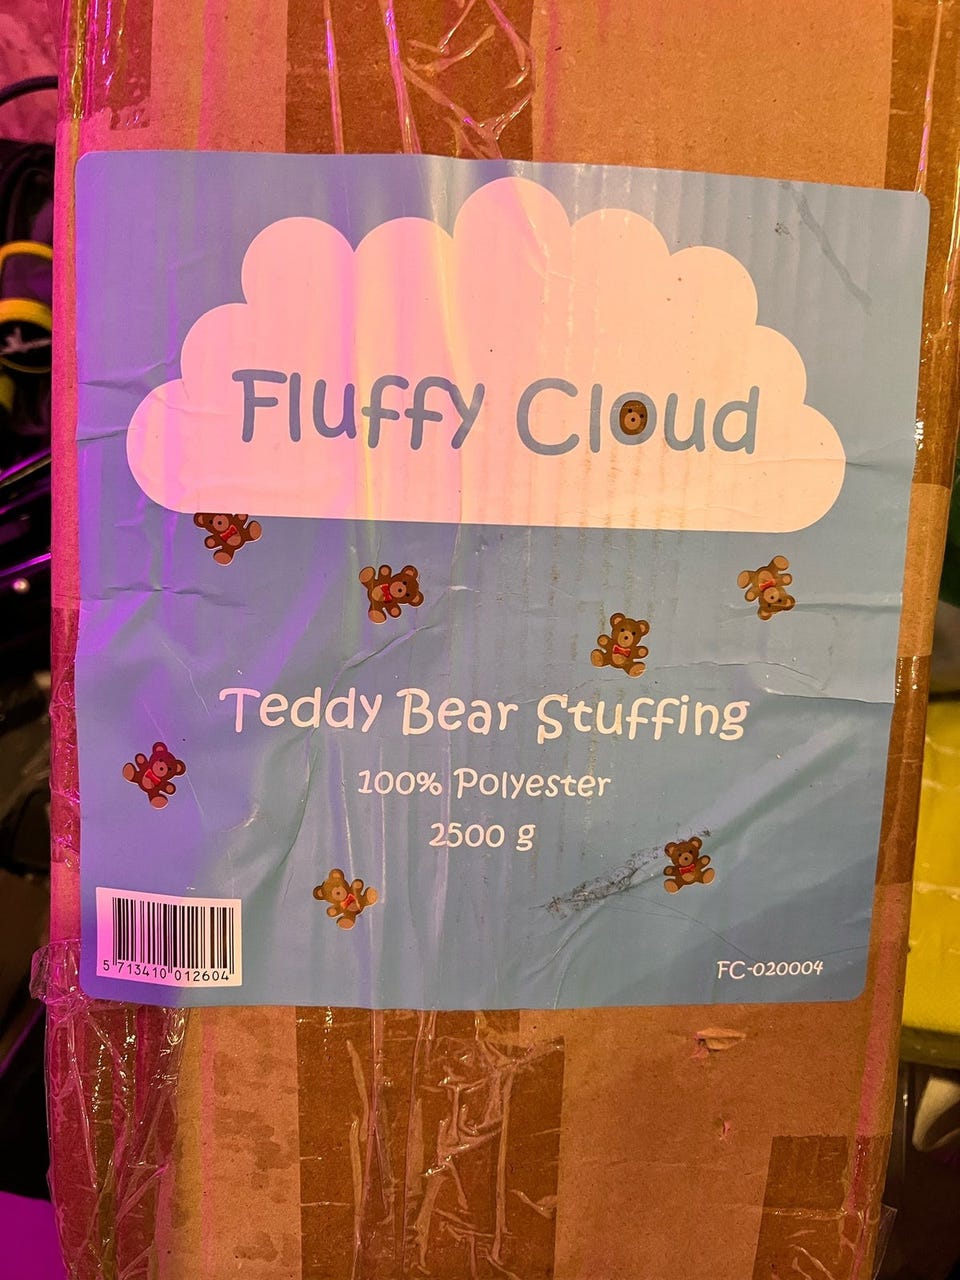 Fluffy Cloud
Teddy Bear Stuffing
100% Polyester
2500 g
5 713410 012604
FC-020004